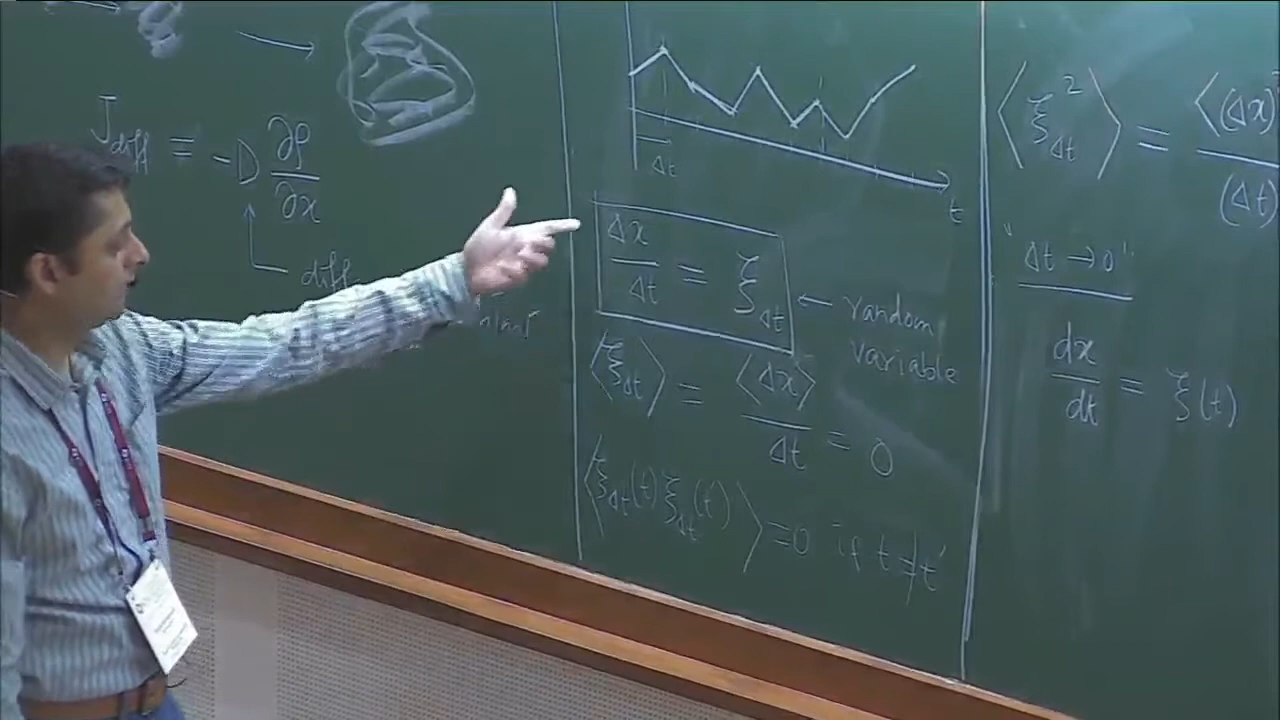 J_diff = -D ∂ρ/∂x
diff
Δt
t
Δx/Δt = ξ_Δt ← random
variable
⟨ξ_Δt⟩ = ⟨Δx⟩/Δt = 0
⟨ξ_Δt(t) ξ_Δt(t)⟩ = 0 if t ≠ t'
⟨ξ²_Δt⟩ = ⟨(Δx)/(Δt)
"Δt → 0"
dx/dt = ξ(t)